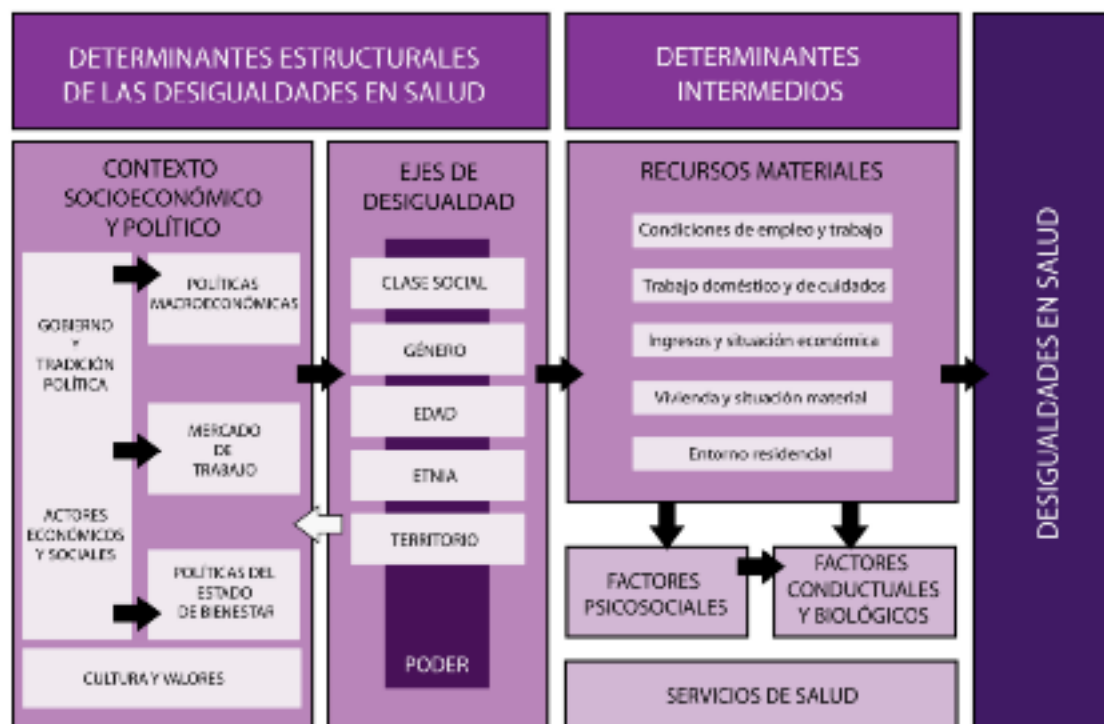 DETERMINANTES ESTRUCTURALES
DE LAS DESIGUALDADES EN SALUD
DETERMINANTES
INTERMEDIOS
CONTEXTO
SOCIOECONÓMICO
Y POLÍTICO
GOBIERNO
Y
TRADICIÓN
POLÍTICA
ACTORES
ECONÓMICOS
Y SOCIALES
POLÍTICAS
MACROECONÓMICAS
MERCADO
DE
TRABAJO
POLÍTICAS DEL
ESTADO
DE BIENESTAR
CULTURA Y VALORES
EJES DE
DESIGUALDAD
CLASE SOCIAL
GÉNERO
EDAD
ETNIA
TERRITORIO
PODER
RECURSOS MATERIALES
Condiciones de empleo y trabajo
Trabajo doméstico y de cuidados
Ingresos y situación económica
Vivienda y situación material
Entorno residencial
FACTORES
PSICOSOCIALES
FACTORES
CONDUCTUALES
Y BIOLÓGICOS
SERVICIOS DE SALUD
DESIGUALDADES EN SALUD